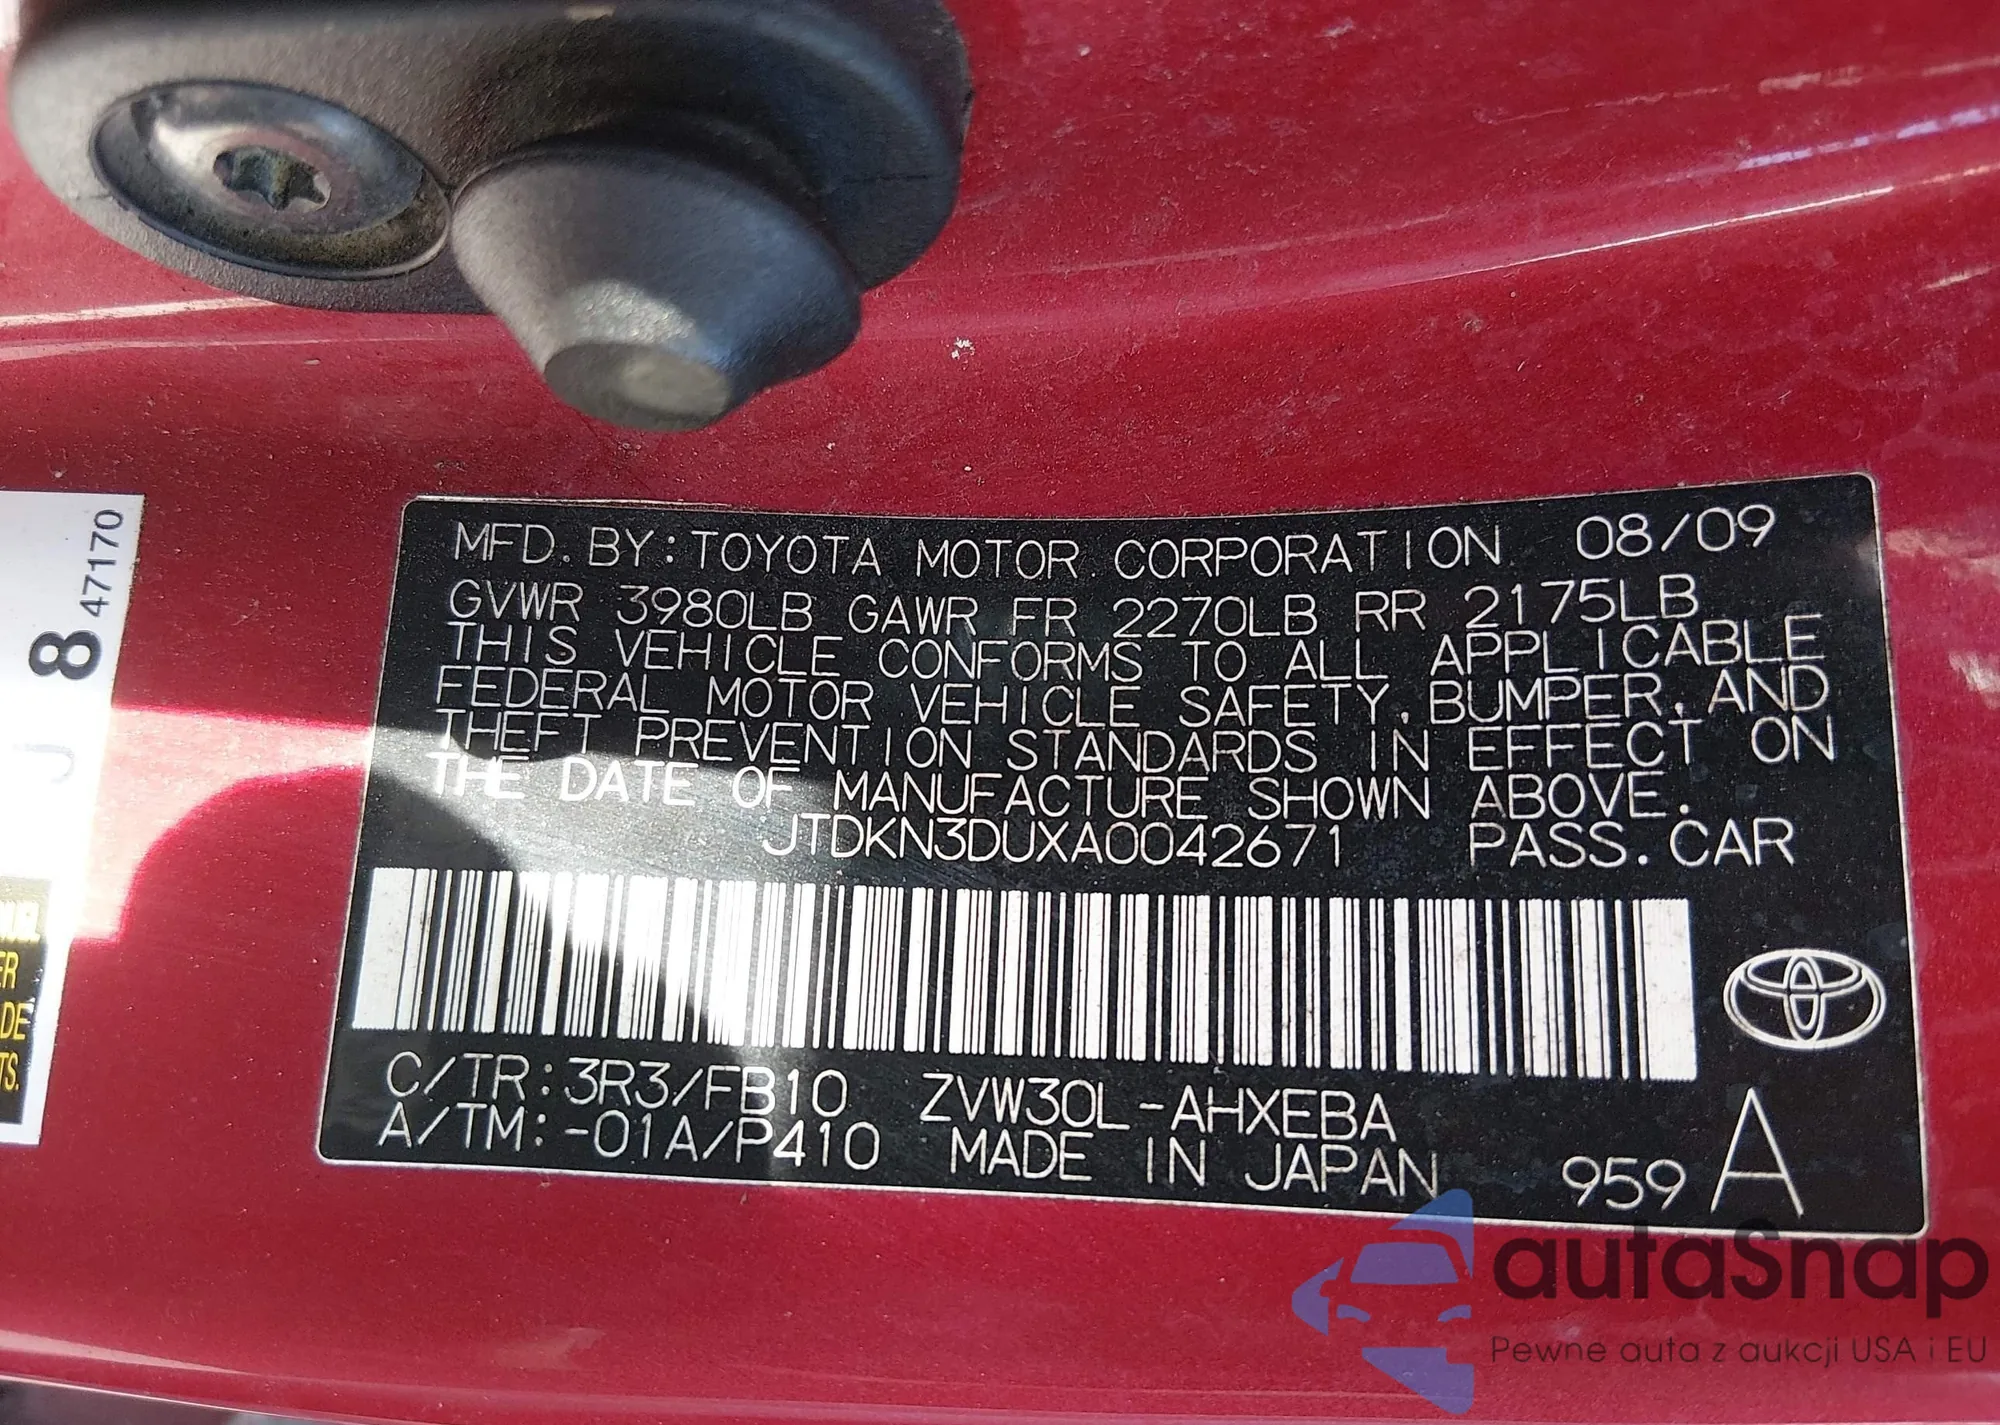 MFD. BY: TOYOTA MOTOR CORPORATION 08/09
GVWR 3980LB GAWR FR 2270LB RR 2175LB
THIS VEHICLE CONFORMS TO ALL APPLICABLE
FEDERAL MOTOR VEHICLE SAFETY, BUMPER, AND
THEFT PREVENTION STANDARDS IN EFFECT ON
THE DATE OF MANUFACTURE SHOWN ABOVE.
JTDKN3DUXA0042671 PASS. CAR
C/TR: 3R3/FB10 ZVW30L-AHXEBA
A/TM: -01A/P410 MADE IN JAPAN 959 A
J 8 47170
TS.
autaSnap
Pewne auta z aukcji USA i EU